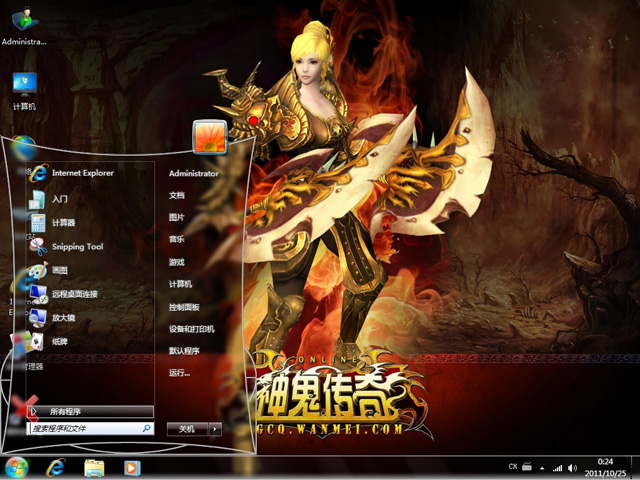 Administra...
计算机
Internet Explorer
入门
计算器
Snipping Tool
画图
远程桌面连接
放大镜
纸牌
所有程序
搜索程序和文件
Administrator
文档
图片
音乐
游戏
计算机
控制面板
设备和打印机
默认程序
运行...
关机
ONLINE
神鬼传奇
GCQ.WANMEI.COM
CH
0:24
2011/10/25